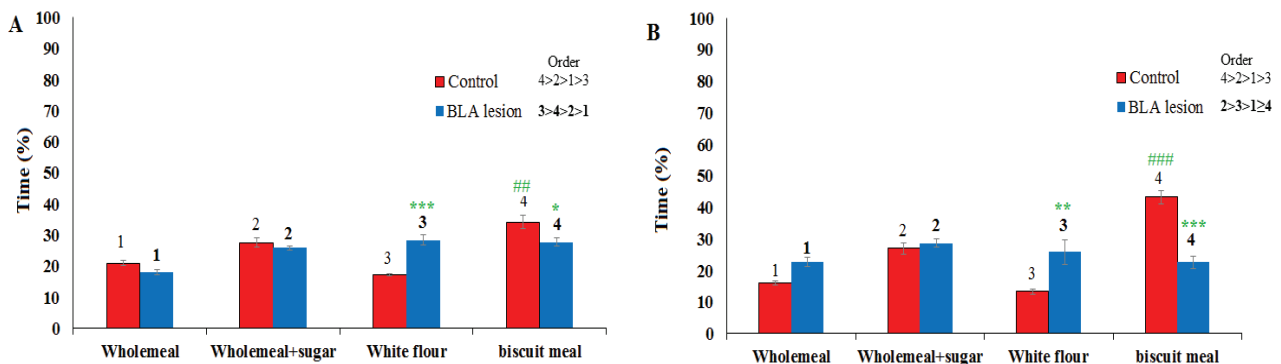 A
100
90
80
70
60
50
40
30
20
10
0
Time (%)
Order
Control 4>2>1>3
BLA lesion 3>4>2>1
1 1
2 2
3 *** 3
## 4 * 4
Wholemeal Wholemeal+sugar White flour biscuit meal
B
100
90
80
70
60
50
40
30
20
10
0
Time (%)
Order
Control 4>2>1>3
BLA lesion 2>3>1≥4
1 1
2 2
3 ** 3
### 4 *** 4
Wholemeal Wholemeal+sugar White flour biscuit meal